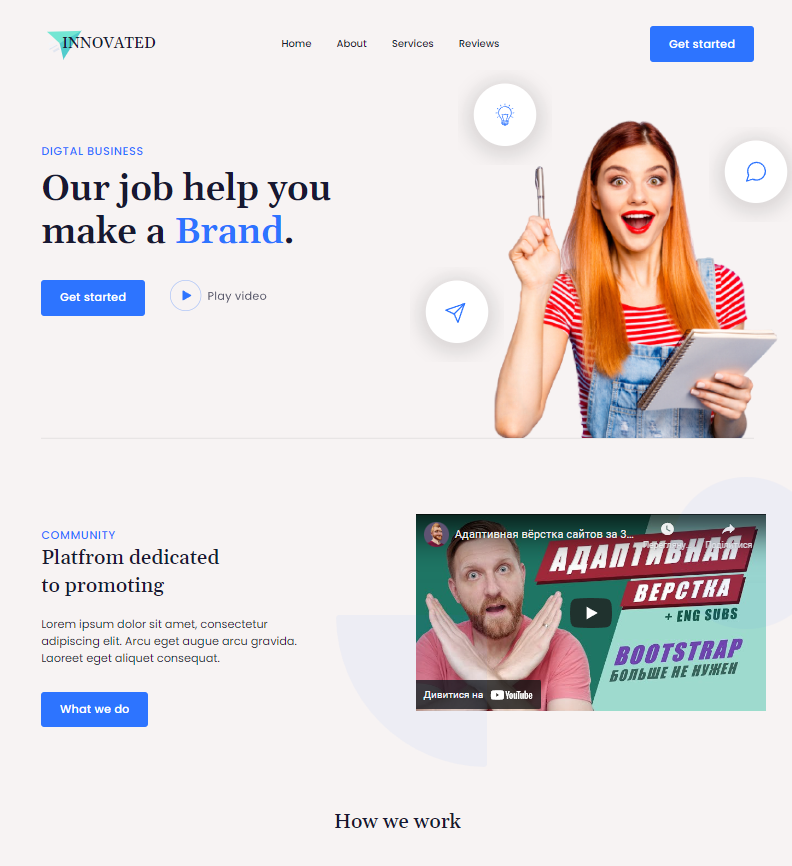 INNOVATED
Home About Services Reviews
Get started
DIGTAL BUSINESS
Our job help you
make a Brand.
Get started
Play video
COMMUNITY
Platfrom dedicated
to promoting
Lorem ipsum dolor sit amet, consectetur
adipiscing elit. Arcu eget augue arcu gravida.
Laoreet eget aliquet consequat.
What we do
Адаптивная вёрстка сайтов за 3...
Поділитися
АДАПТИВНАЯ
ВЕРСТКА
+ ENG SUBS
BOOTSTRAP
БОЛЬШЕ НЕ НУЖЕН
Дивитися на YouTube
How we work